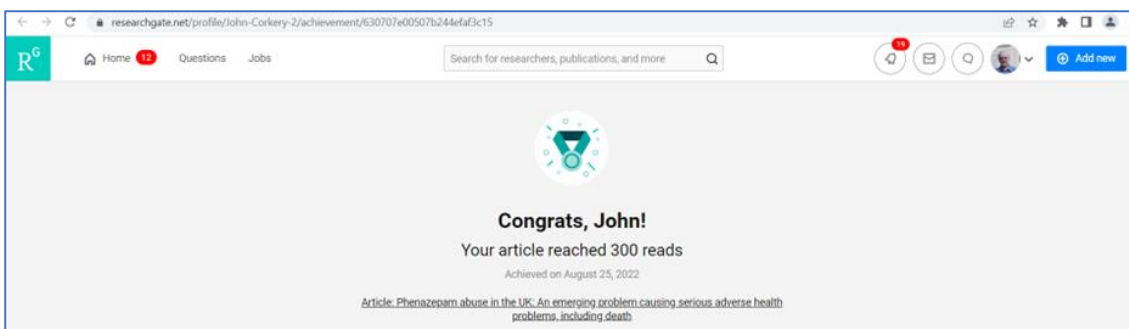 researchgate.net/profile/John-Corkery-2/achievement/630707e00507b244efaf3c15
RG Home 12 Questions Jobs Search for researchers, publications, and more 19 Add new
Congrats, John!
Your article reached 300 reads
Achieved on August 25, 2022
Article: Phenazepam abuse in the UK: An emerging problem causing serious adverse health
problems, including death